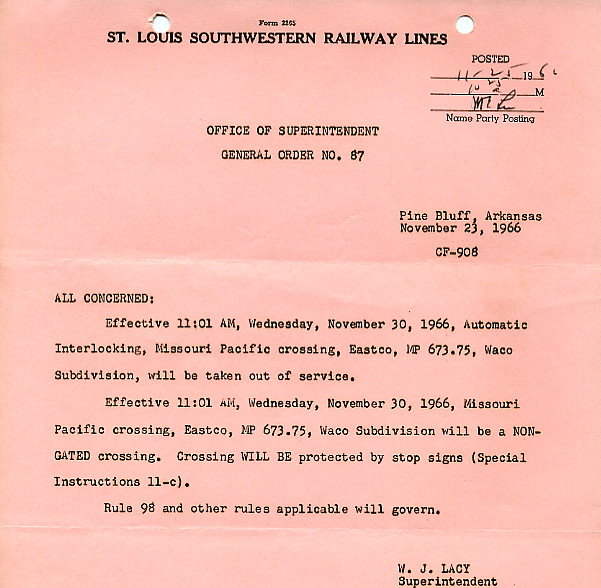 Form 2265
ST. LOUIS SOUTHWESTERN RAILWAY LINES
POSTED
11-25 1966
M
Name Party Posting
OFFICE OF SUPERINTENDENT
GENERAL ORDER NO. 87
Pine Bluff, Arkansas
November 23, 1966
CF-908
ALL CONCERNED:
Effective 11:01 AM, Wednesday, November 30, 1966, Automatic
Interlocking, Missouri Pacific crossing, Eastco, MP 673.75, Waco
Subdivision, will be taken out of service.
Effective 11:01 AM, Wednesday, November 30, 1966, Missouri
Pacific crossing, Eastco, MP 673.75, Waco Subdivision will be a NON-
GATED crossing. Crossing WILL BE protected by stop signs (Special
Instructions 11-c).
Rule 98 and other rules applicable will govern.
W. J. LACY
Superintendent